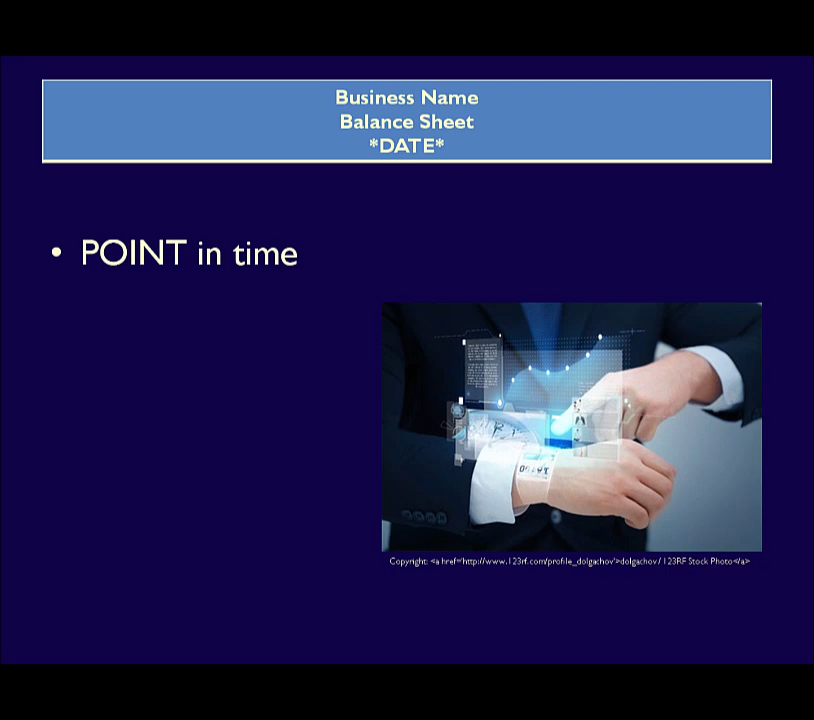 Business Name
Balance Sheet
*DATE*
• POINT in time
Copyright: <a href='http://www.123rf.com/profile_dolgachov'>dolgachov / 123RF Stock Photo</a>